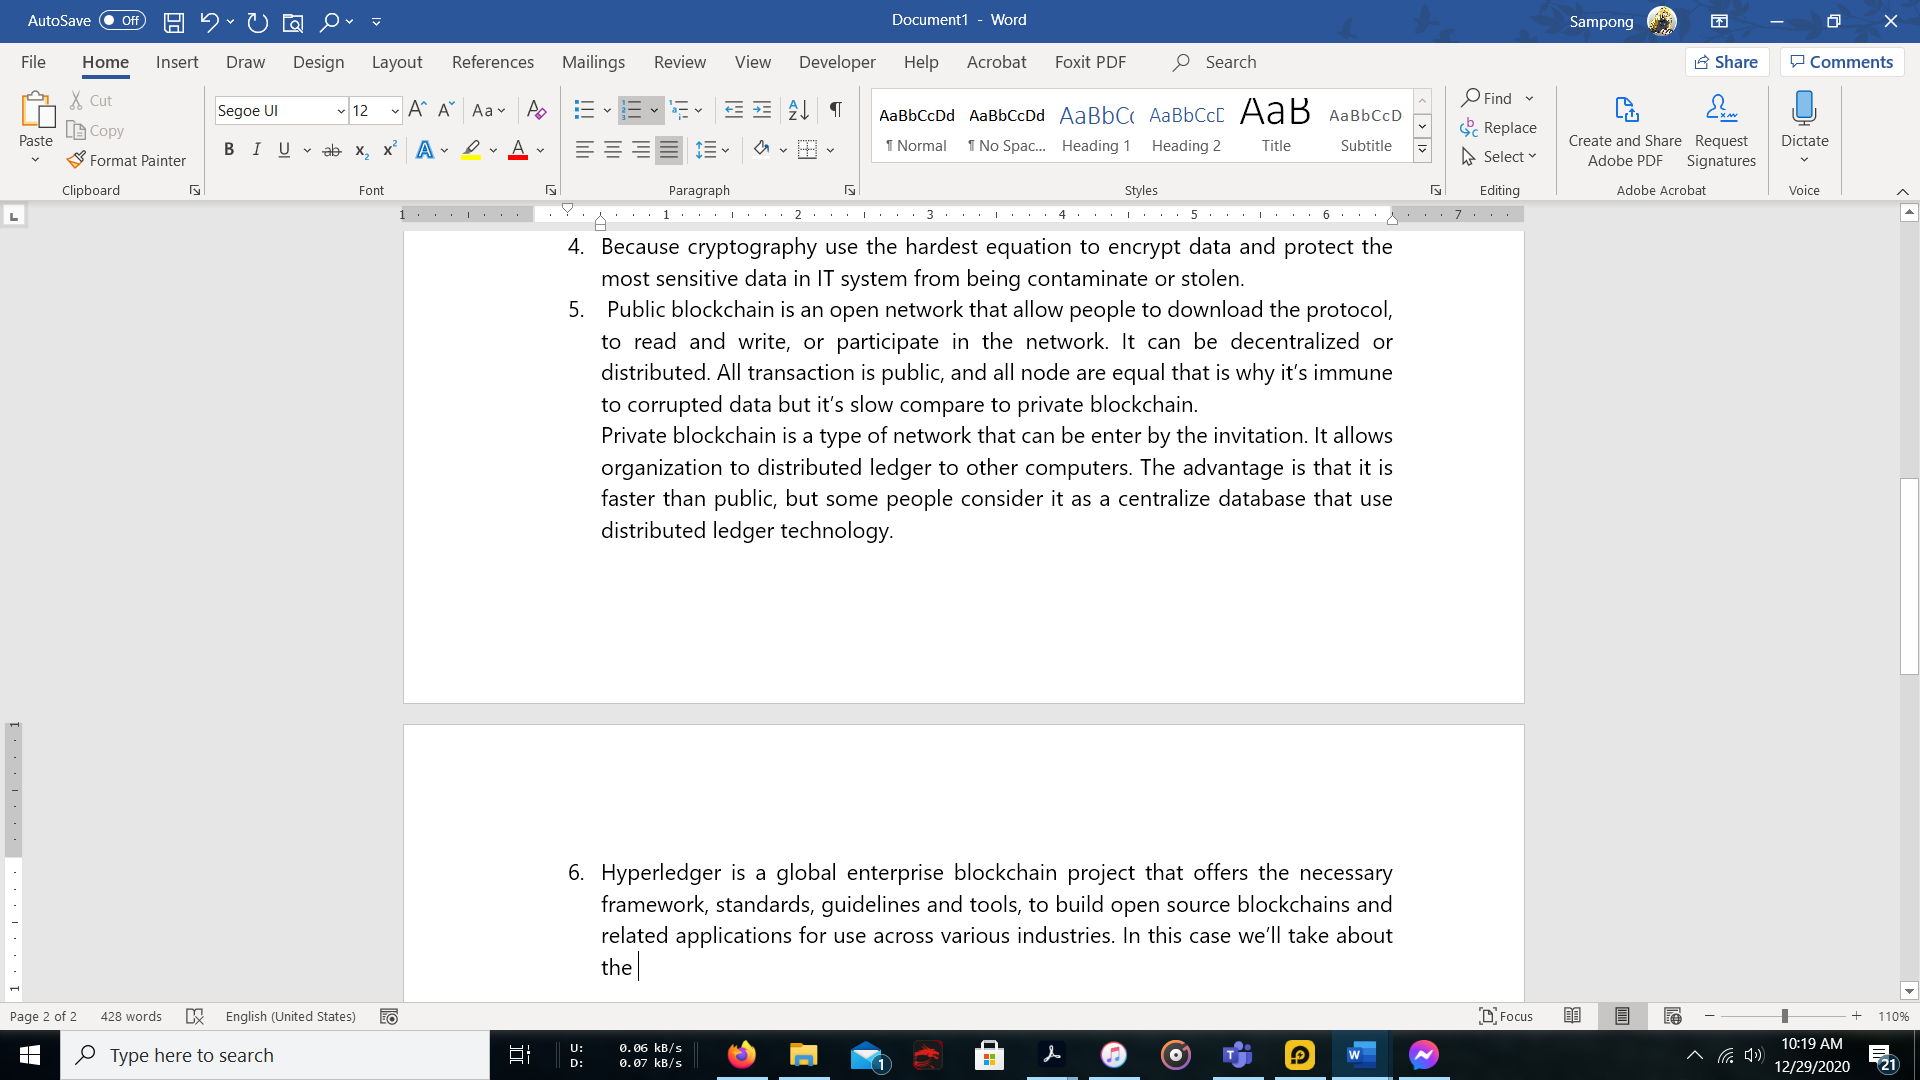 AutoSave Off Document1 - Word Sampong
File Home Insert Draw Design Layout References Mailings Review View Developer Help Acrobat Foxit PDF Search Share Comments
Paste
Cut
Copy
Format Painter
Clipboard
Segoe UI 12
Font
Paragraph
AaBbCcDd AaBbCcDd AaBbCc AaBbCcE AaB AaBbCcD
¶ Normal ¶ No Spac... Heading 1 Heading 2 Title Subtitle
Styles
Find
Replace
Select
Editing
Create and Share Adobe PDF
Request Signatures
Adobe Acrobat
Dictate
Voice
1 1 2 3 4 5 6 7
4. Because cryptography use the hardest equation to encrypt data and protect the
most sensitive data in IT system from being contaminate or stolen.
5. Public blockchain is an open network that allow people to download the protocol,
to read and write, or participate in the network. It can be decentralized or
distributed. All transaction is public, and all node are equal that is why it’s immune
to corrupted data but it’s slow compare to private blockchain.
Private blockchain is a type of network that can be enter by the invitation. It allows
organization to distributed ledger to other computers. The advantage is that it is
faster than public, but some people consider it as a centralize database that use
distributed ledger technology.
6. Hyperledger is a global enterprise blockchain project that offers the necessary
framework, standards, guidelines and tools, to build open source blockchains and
related applications for use across various industries. In this case we’ll take about
the
Page 2 of 2 428 words English (United States) Focus 110%
Type here to search
U: 0.06 kB/s
D: 0.07 kB/s
1
10:19 AM
12/29/2020
21